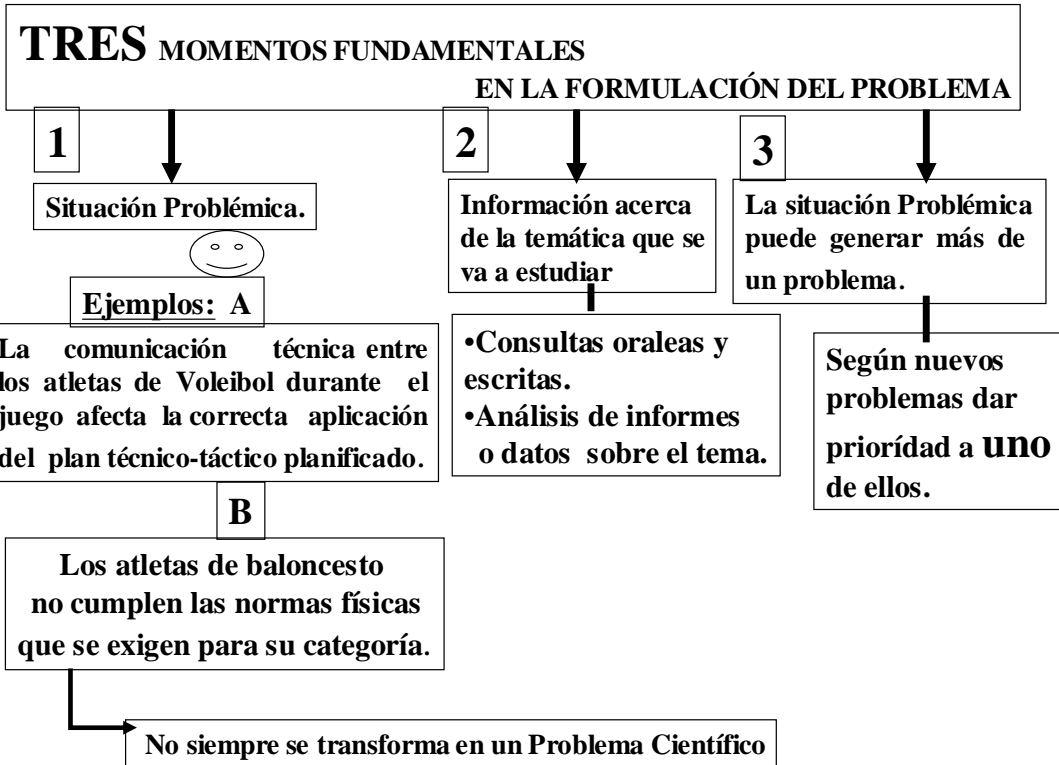 TRES MOMENTOS FUNDAMENTALES
EN LA FORMULACIÓN DEL PROBLEMA
1
Situación Problémica.
Ejemplos: A
La comunicación técnica entre
los atletas de Voleibol durante el
juego afecta la correcta aplicación
del plan técnico-táctico planificado.
B
Los atletas de baloncesto
no cumplen las normas físicas
que se exigen para su categoría.
No siempre se transforma en un Problema Científico
2
Información acerca
de la temática que se
va a estudiar
•Consultas oraleas y
escritas.
•Análisis de informes
o datos sobre el tema.
3
La situación Problémica
puede generar más de
un problema.
Según nuevos
problemas dar
priorídad a uno
de ellos.